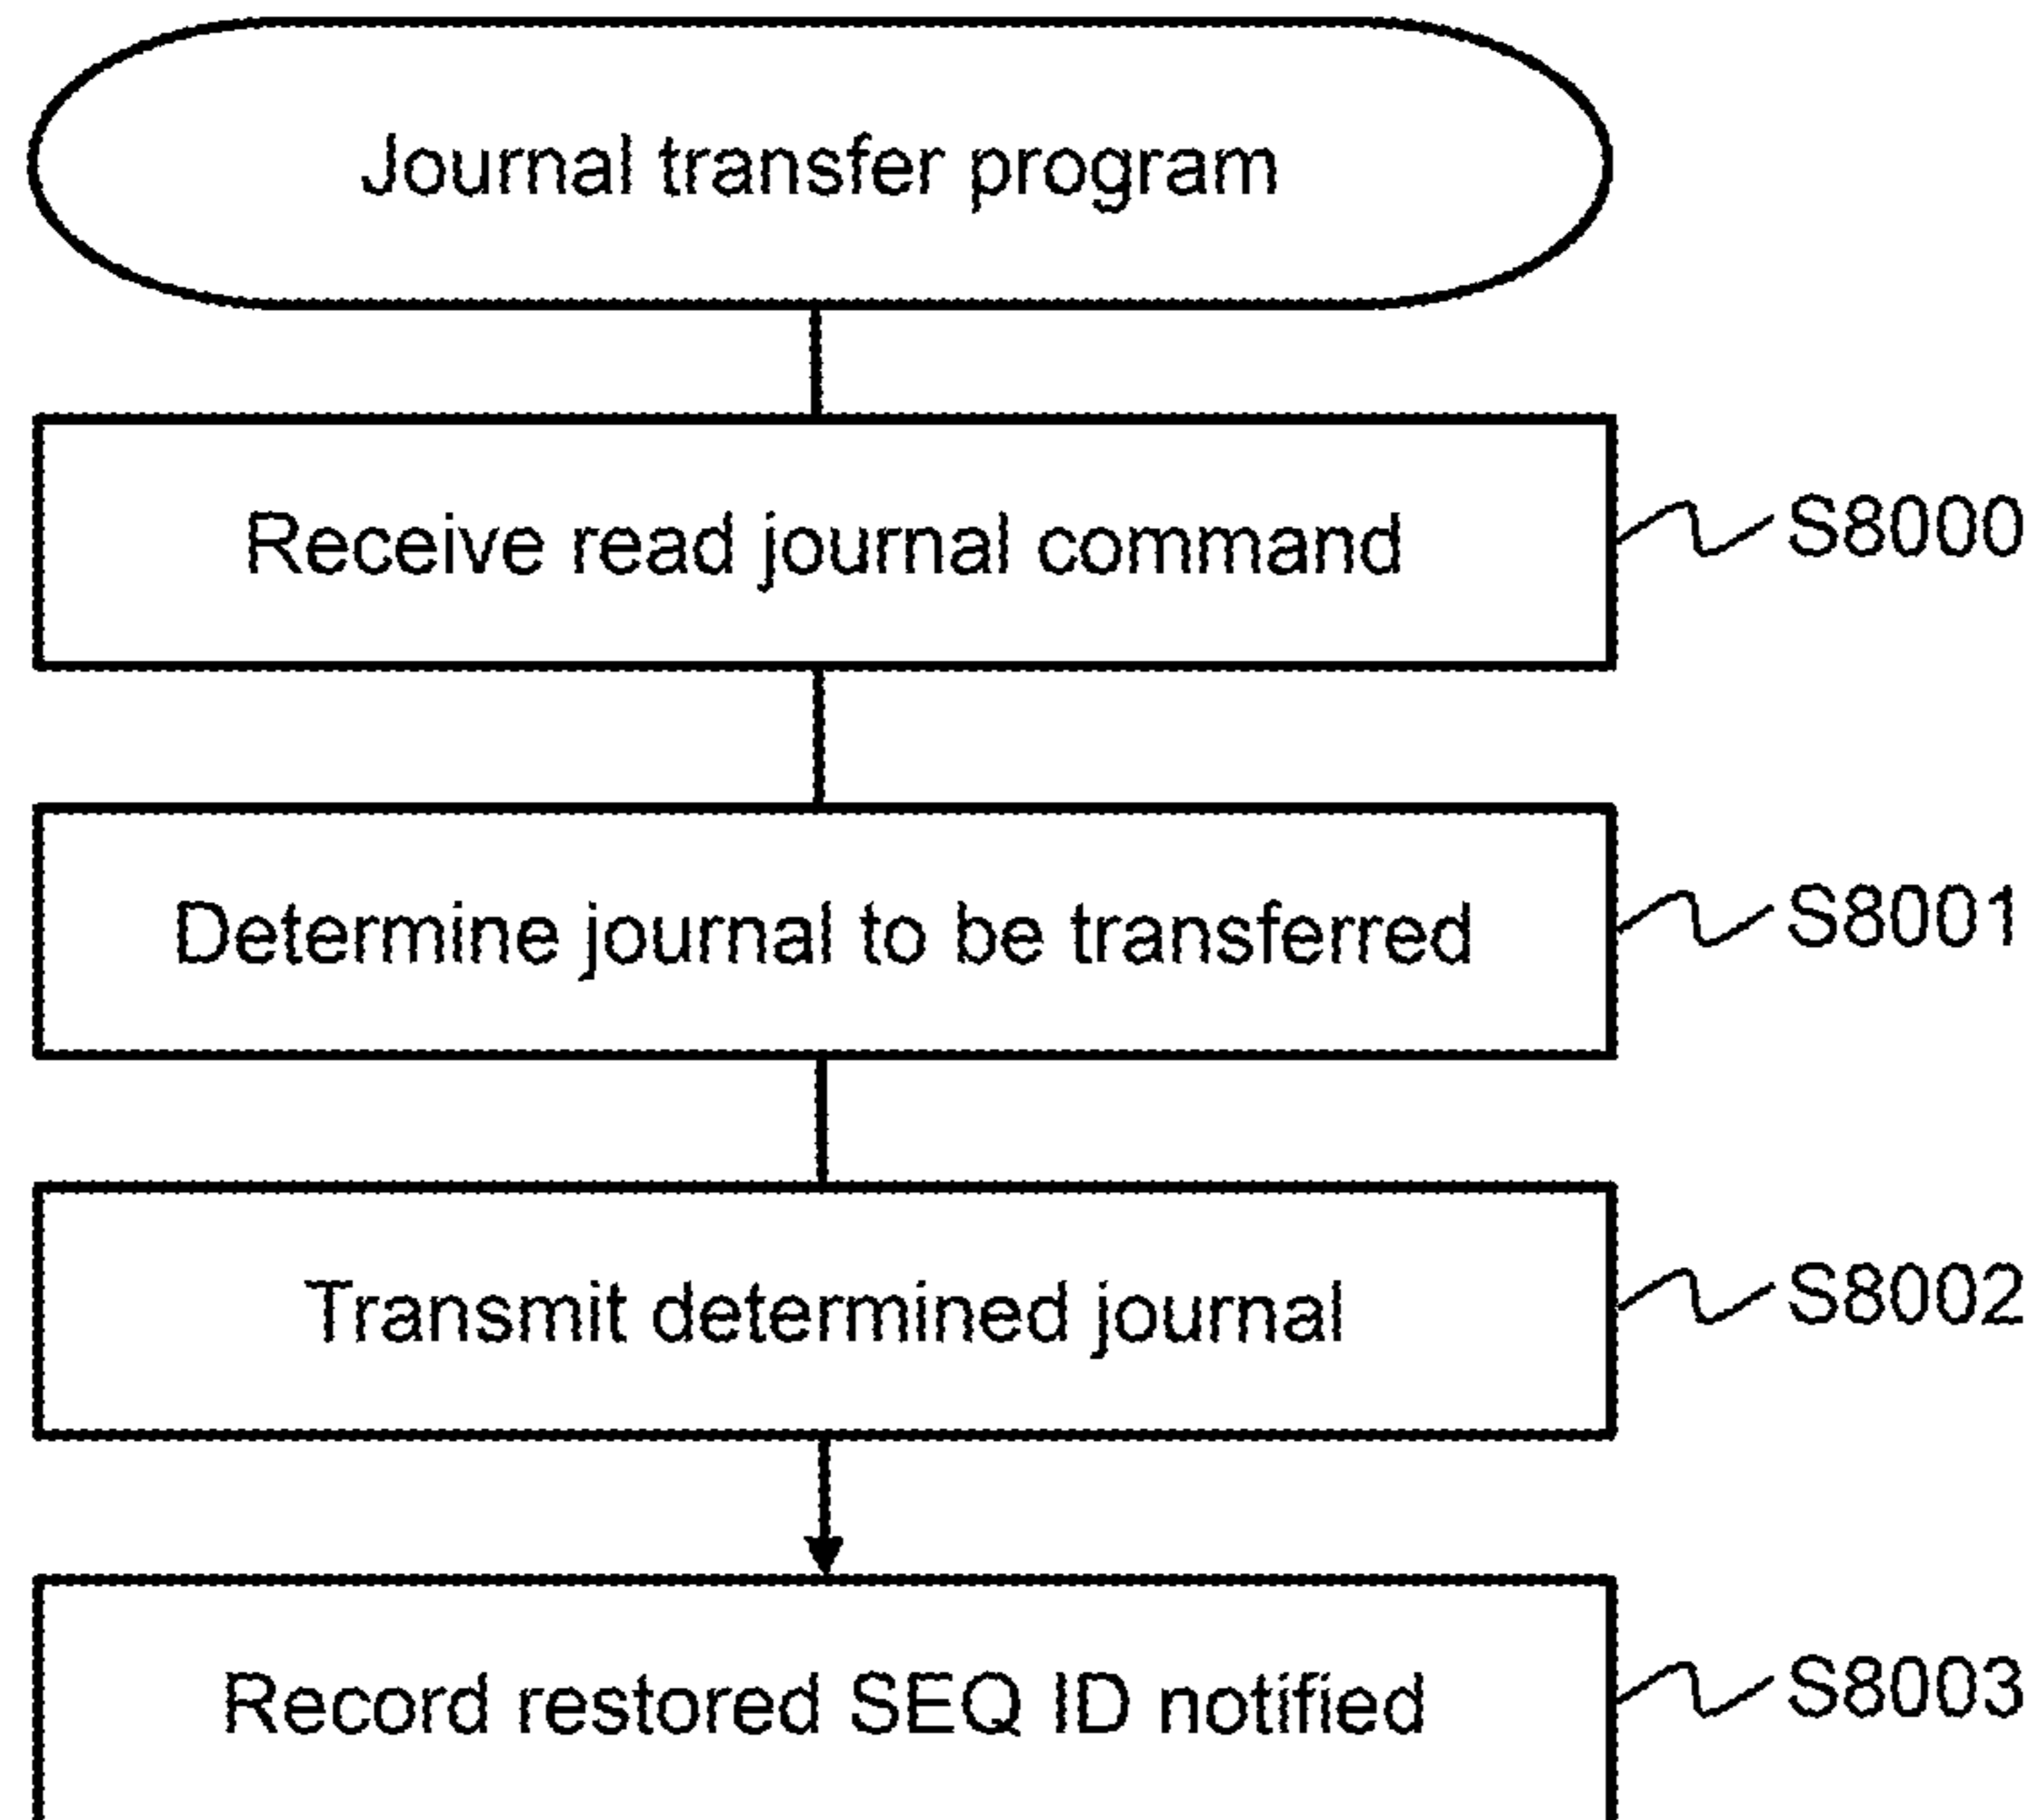 Journal transfer program
Receive read journal command
S8000
Determine journal to be transferred
S8001
Transmit determined journal
S8002
Record restored SEQ ID notified
S8003